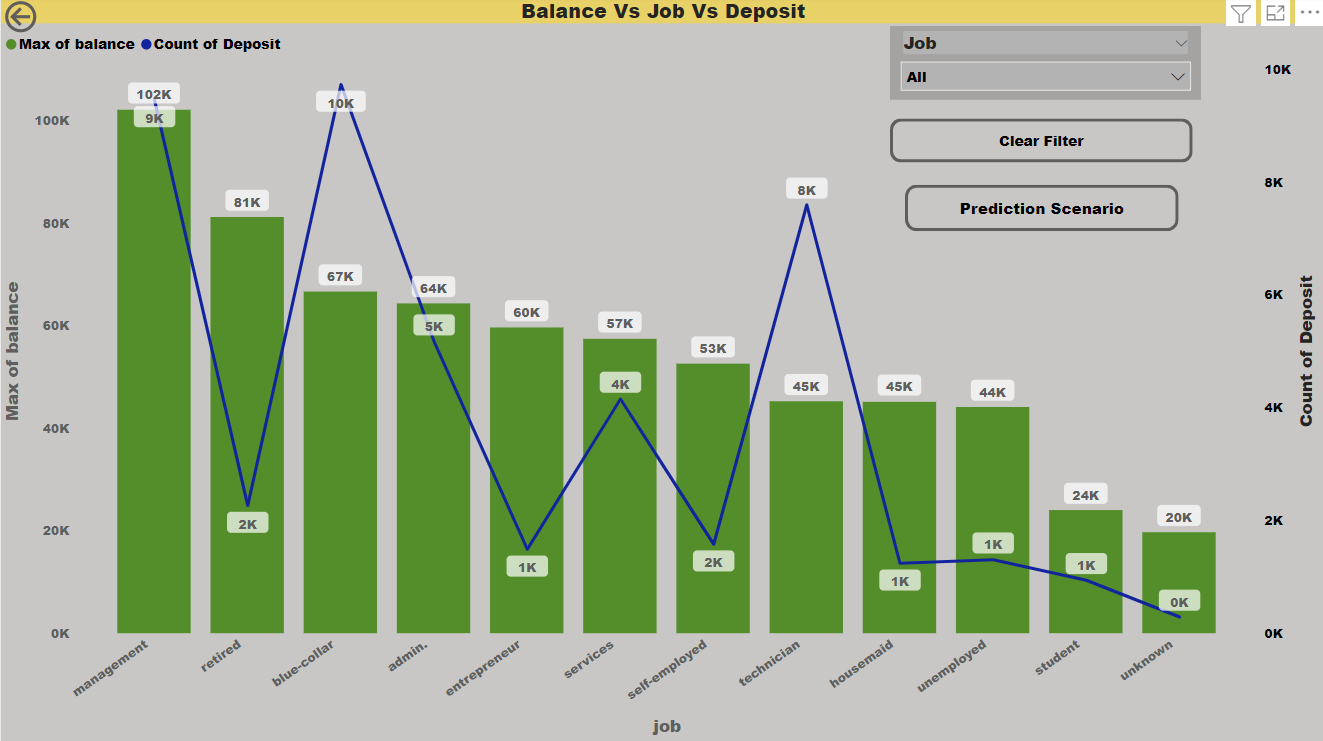 Balance Vs Job Vs Deposit
Max of balance Count of Deposit
Job
All
Clear Filter
Prediction Scenario
Max of balance
100K
80K
60K
40K
20K
0K
102K
9K
81K
2K
67K
10K
64K
5K
60K
1K
57K
4K
53K
2K
45K
8K
45K
1K
44K
1K
24K
1K
20K
0K
10K
8K
6K
4K
2K
0K
Count of Deposit
management
retired
blue-collar
admin.
entrepreneur
services
self-employed
technician
housemaid
unemployed
student
unknown
job